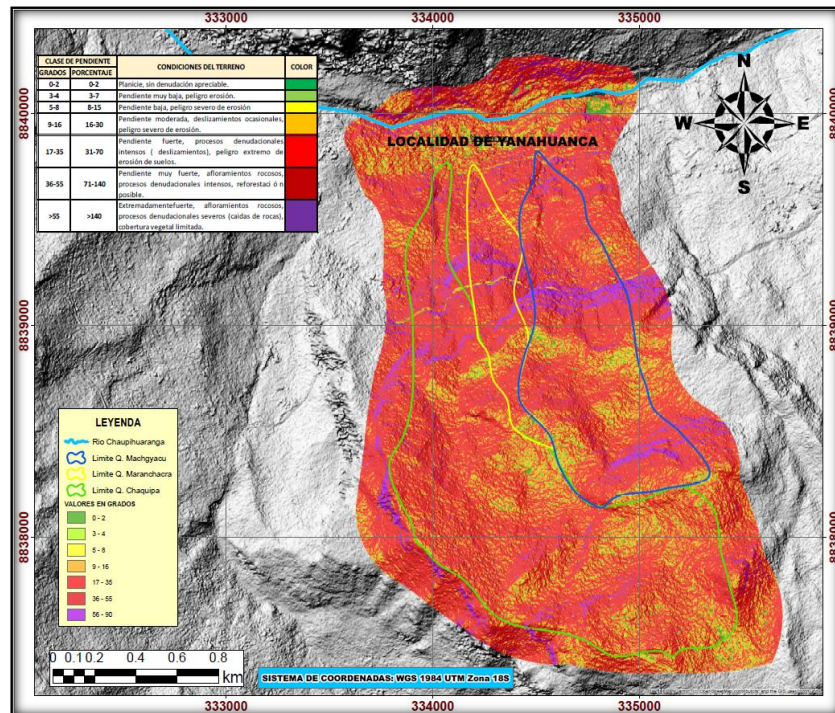 333000 334000 335000
CLASE DE PENDIENTE CONDICIONES DEL TERRENO COLOR
GRADOS PORCENTAJE
0-2 0-2 Planicie, sin denudación apreciable.
3-4 3-7 Pendiente muy baja, peligro erosión.
5-8 8-15 Pendiente baja, peligro severo de erosión
9-16 16-30 Pendiente moderada, deslizamientos ocasionales,
peligro severo de erosión.
17-35 31-70 Pendiente fuerte, procesos denudacionales
intensos ( deslizamientos), peligro extremo de
erosión de suelos.
36-55 71-140 Pendiente muy fuerte, afloramientos rocosos,
procesos denudacionales intensos, reforestaci ó n
posible.
>55 >140 Extremadamentefuerte, afloramientos rocosos,
procesos denudacionales severos (caidas de rocas),
cobertura vegetal limitada.
N
W E
S
8840000 8840000
LOCALIDAD DE YANAHUANCA
8839000 8839000
LEYENDA
Rio Chaupihuaranga
Limite Q. Machgyacu
Limite Q. Maranchacra
Limite Q. Chaquipa
VALORES EN GRADOS
0 - 2
3 - 4
5 - 8
9 - 16
17 - 35
36 - 55
56 - 90
8838000 8838000
0 0.1 0.2 0.4 0.6 0.8
km
SISTEMA DE COORDENADAS: WGS 1984 UTM Zona 18S
333000 334000 335000